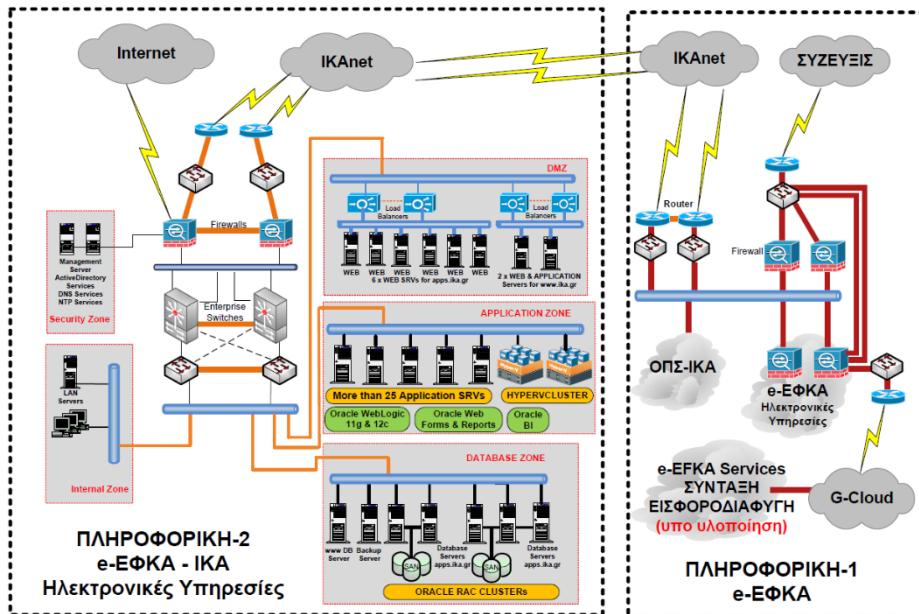 Internet
IKAnet
Firewalls
Management
Server
ActiveDirectory
Services
DNS Services
NTP Services
Security Zone
Enterprise
Switches
LAN
Servers
Internal Zone
DMZ
Load
Balancers
Load
Balancers
WEB
WEB
WEB
WEB
WEB
WEB
6 x WEB SRVs for apps.ika.gr
2 x WEB & APPLICATION
Servers for www.ika.gr
APPLICATION ZONE
More than 25 Application SRVs
HYPERVCLUSTER
Oracle WebLogic
11g & 12c
Oracle Web
Forms & Reports
Oracle
BI
DATABASE ZONE
www DB
Server
Backup
Server
Database
Servers
apps.ika.gr
Database
Servers
apps.ika.gr
SAN
SAN
ORACLE RAC CLUSTERs
ΠΛΗΡΟΦΟΡΙΚΗ-2
e-ΕΦΚΑ - ΙΚΑ
Ηλεκτρονικές Υπηρεσίες
IKAnet
ΣΥΖΕΥΞΙΣ
Router
Firewall
ΟΠΣ-ΙΚΑ
e-ΕΦΚΑ
Ηλεκτρονικές
Υπηρεσίες
e-EFKA Services
ΣΥΝΤΑΞΗ
ΕΙΣΦΟΡΟΔΙΑΦΥΓΗ
(υπο υλοποίηση)
G-Cloud
ΠΛΗΡΟΦΟΡΙΚΗ-1
e-ΕΦΚΑ